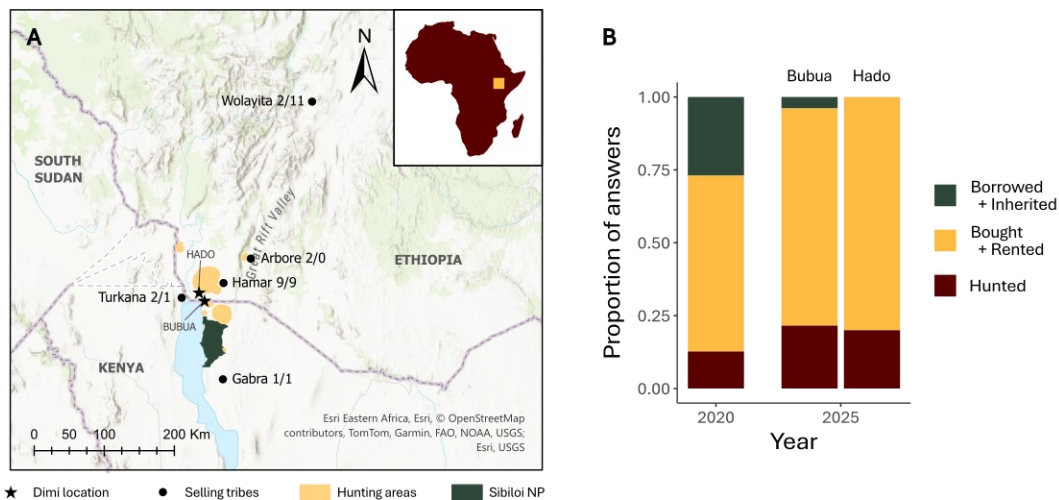 A
N
Wolayita 2/11
SOUTH
SUDAN
Great Rift Valley
HADO
Arbore 2/0
ETHIOPIA
Hamar 9/9
Turkana 2/1
BUBUA
KENYA
Gabra 1/1
Esri Eastern Africa, Esri, © OpenStreetMap
contributors, TomTom, Garmin, FAO, NOAA, USGS;
Esri, USGS
0 50 100 200 Km
Dimi location
Selling tribes
Hunting areas
Sibiloi NP
B
Bubua Hado
Proportion of answers
1.00
0.75
0.50
0.25
0.00
2020
2025
Year
Borrowed
+ Inherited
Bought
+ Rented
Hunted